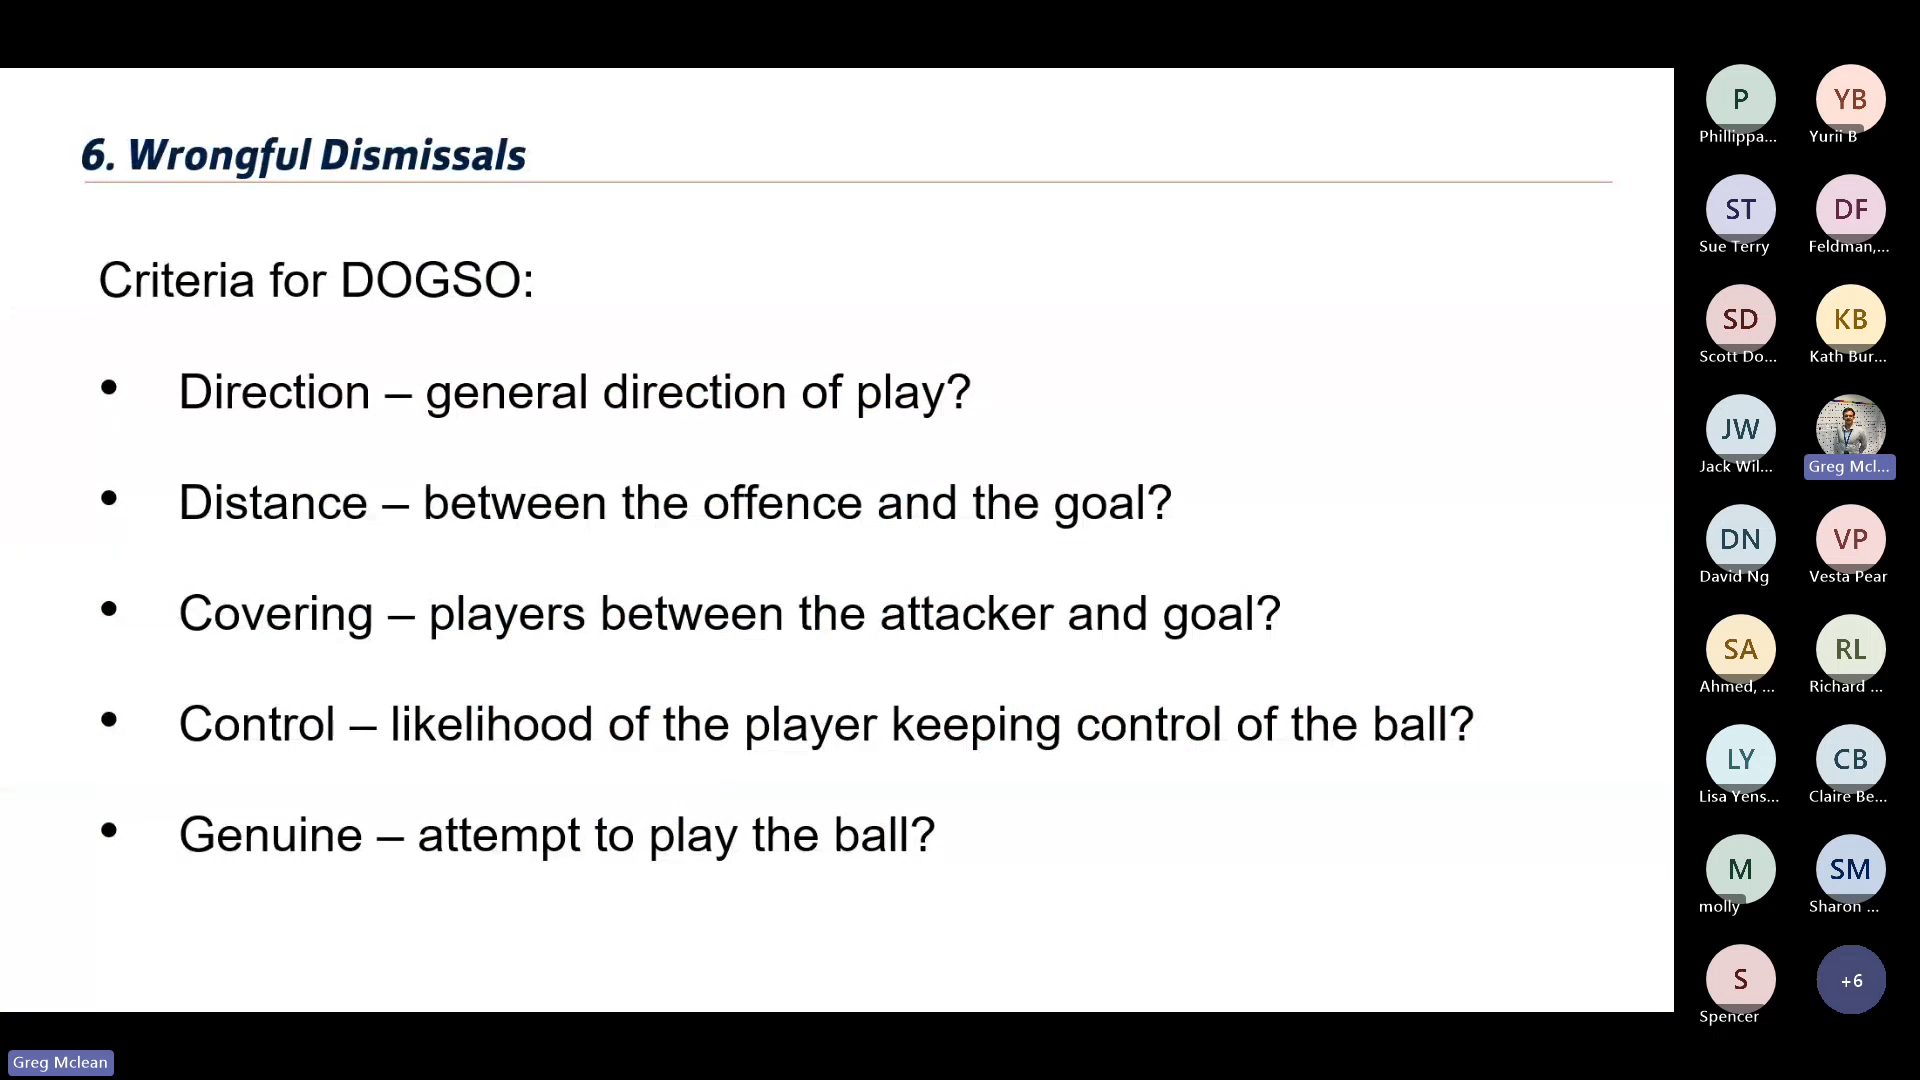 6. Wrongful Dismissals
Criteria for DOGSO:
• Direction – general direction of play?
• Distance – between the offence and the goal?
• Covering – players between the attacker and goal?
• Control – likelihood of the player keeping control of the ball?
• Genuine – attempt to play the ball?
P
Phillippa...
YB
Yurii B
ST
Sue Terry
DF
Feldman,...
SD
Scott Do...
KB
Kath Bur...
JW
Jack Wil...
Greg Mcl...
DN
David Ng
VP
Vesta Pear
SA
Ahmed, ...
RL
Richard ...
LY
Lisa Yens...
CB
Claire Be...
M
molly
SM
Sharon ...
S
Spencer
+6
Greg Mclean